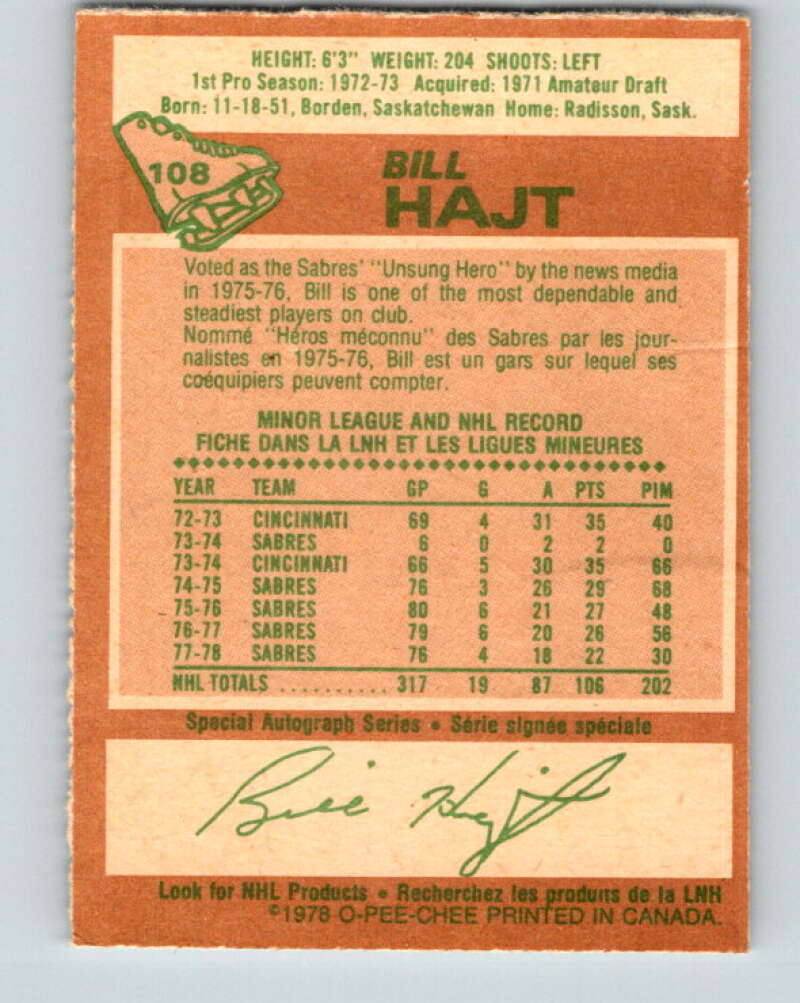 HEIGHT: 6'3" WEIGHT: 204 SHOOTS: LEFT
1st Pro Season: 1972-73 Acquired: 1971 Amateur Draft
Born: 11-18-51, Borden, Saskatchewan Home: Radisson, Sask.
108
BILL
HAJT
Voted as the Sabres' "Unsung Hero" by the news media
in 1975-76, Bill is one of the most dependable and
steadiest players on club.
Nommé "Héros méconnu" des Sabres par les jour-
nalistes en 1975-76, Bill est un gars sur lequel ses
coéquipiers peuvent compter.
MINOR LEAGUE AND NHL RECORD
FICHE DANS LA LNH ET LES LIGUES MINEURES
YEAR TEAM GP G A PTS PIM
72-73 CINCINNATI 69 4 31 35 40
73-74 SABRES 6 0 2 2 0
73-74 CINCINNATI 66 5 30 35 66
74-75 SABRES 76 3 26 29 68
75-76 SABRES 80 6 21 27 48
76-77 SABRES 79 6 20 26 56
77-78 SABRES 76 4 18 22 30
NHL TOTALS .......... 317 19 87 106 202
Special Autograph Series • Série signée spéciale
Bill Hajt
Look for NHL Products • Recherchez les produits de la LNH
©1978 O-PEE-CHEE PRINTED IN CANADA.